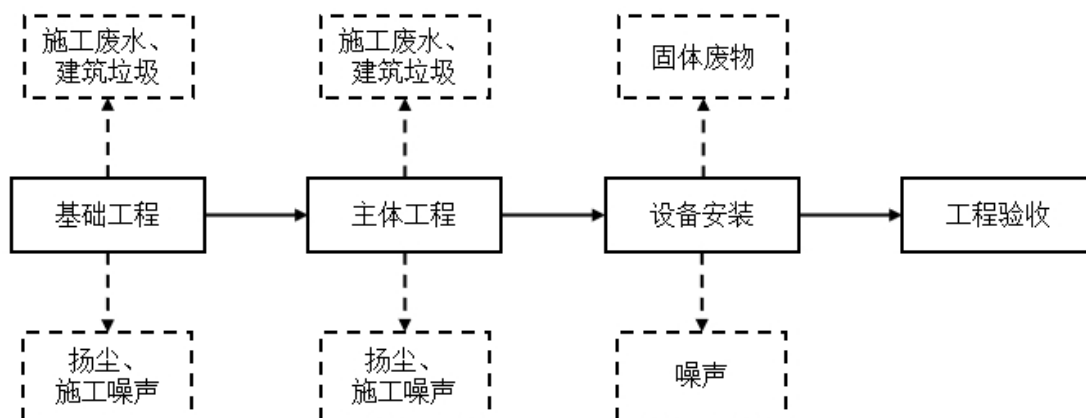 施工废水、
建筑垃圾
施工废水、
建筑垃圾
固体废物
基础工程
主体工程
设备安装
工程验收
扬尘、
施工噪声
扬尘、
施工噪声
噪声